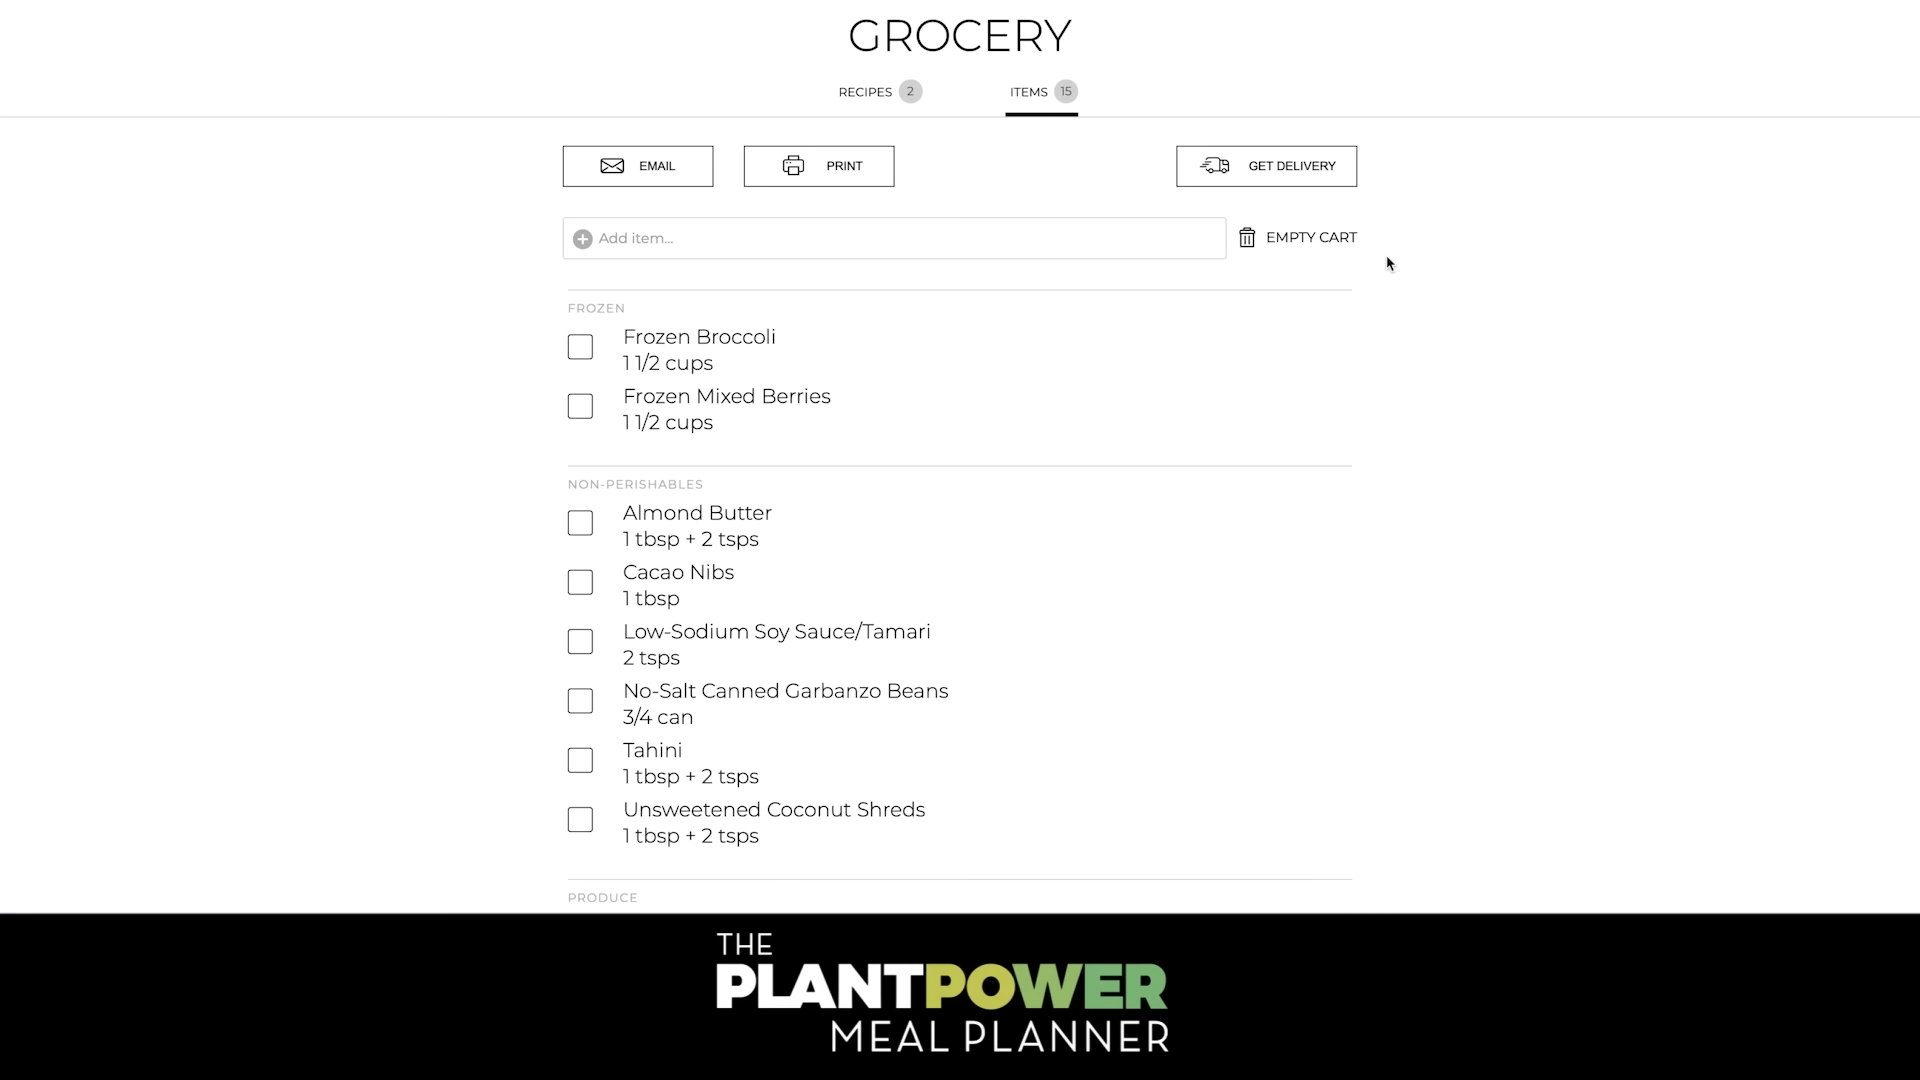 GROCERY
RECIPES 2
ITEMS 15
EMAIL
PRINT
GET DELIVERY
Add item...
EMPTY CART
FROZEN
Frozen Broccoli
1 1/2 cups
Frozen Mixed Berries
1 1/2 cups
NON-PERISHABLES
Almond Butter
1 tbsp + 2 tsps
Cacao Nibs
1 tbsp
Low-Sodium Soy Sauce/Tamari
2 tsps
No-Salt Canned Garbanzo Beans
3/4 can
Tahini
1 tbsp + 2 tsps
Unsweetened Coconut Shreds
1 tbsp + 2 tsps
PRODUCE
THE
PLANTPOWER
MEAL PLANNER